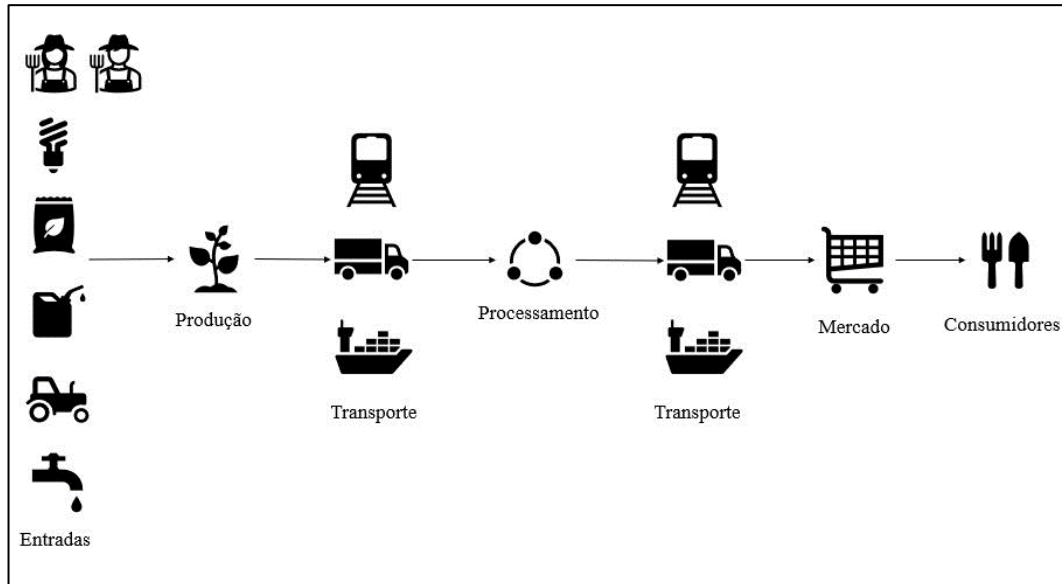 Entradas
Produção
Transporte
Processamento
Transporte
Mercado
Consumidores